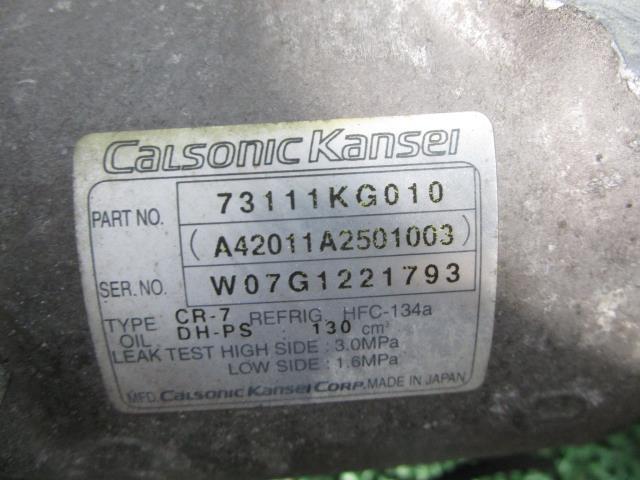 CALSONIC KANSEI
PART NO. 73111KG010
(A42011A2501003)
SER. NO. W07G1221793
TYPE CR-7 REFRIG. HFC-134a
OIL DH-PS : 130 cm³
LEAK TEST HIGH SIDE : 3.0MPa
LOW SIDE : 1.6MPa
MFD. CALSONIC KANSEI CORP. MADE IN JAPAN